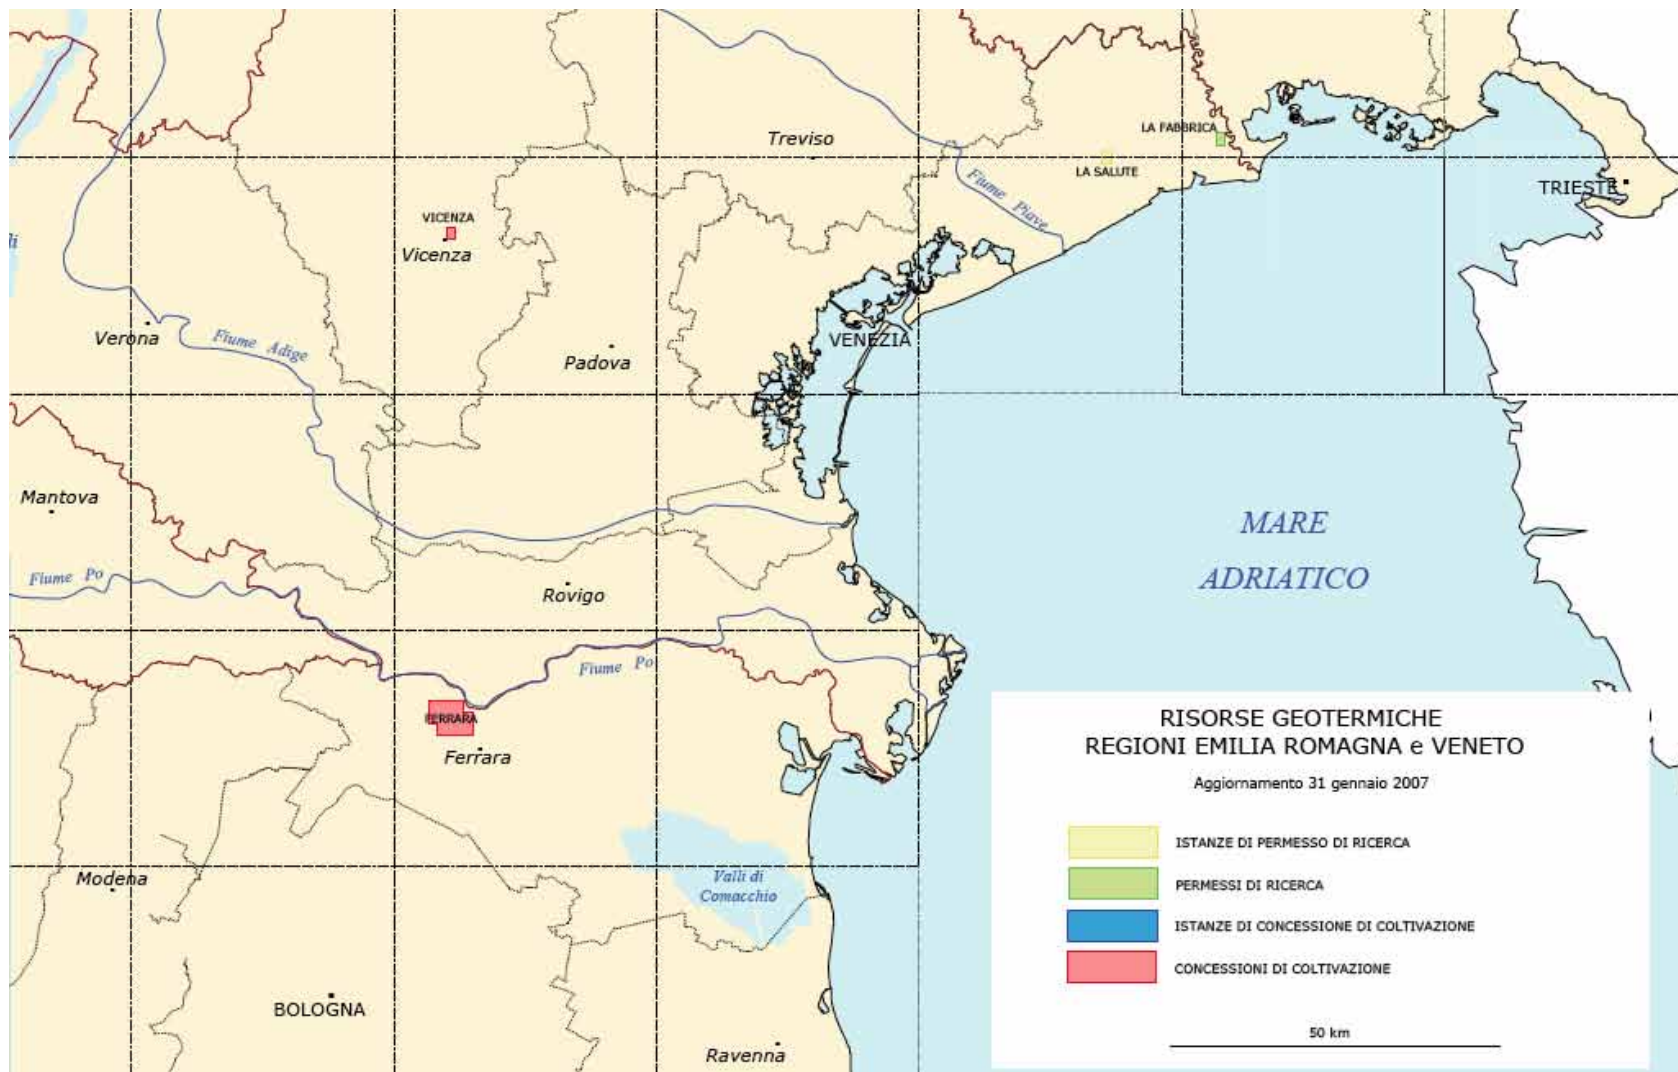 Treviso
LA FABBRICA
LA SALUTE
TRIESTE
Fiume Piave
VICENZA
Vicenza
Verona
Fiume Adige
Padova
VENEZIA
Mantova
MARE
ADRIATICO
Fiume Po
Rovigo
Fiume Po
FERRARA
Ferrara
Valli di
Comacchio
Modena
BOLOGNA
Ravenna
RISORSE GEOTERMICHE
REGIONI EMILIA ROMAGNA e VENETO
Aggiornamento 31 gennaio 2007
ISTANZE DI PERMESSO DI RICERCA
PERMESSI DI RICERCA
ISTANZE DI CONCESSIONE DI COLTIVAZIONE
CONCESSIONI DI COLTIVAZIONE
50 km